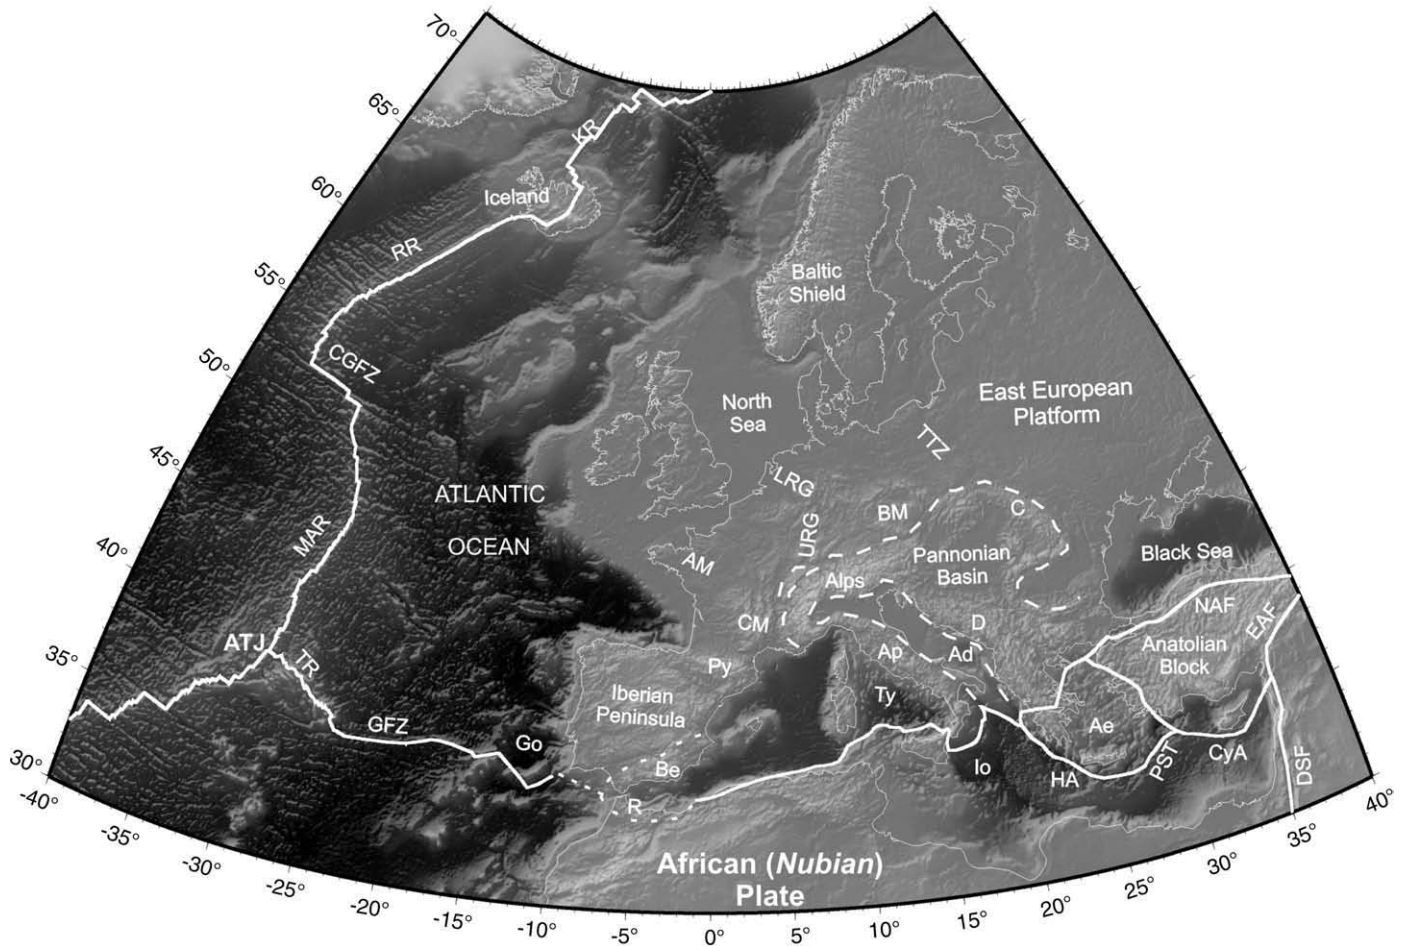 70°
65°
60°
55°
50°
45°
40°
35°
30°
-40°
-35°
-30°
-25°
-20°
-15°
-10°
-5°
0°
5°
10°
15°
20°
25°
30°
35°
40°
KR
Iceland
RR
CGFZ
Baltic
Shield
North
Sea
East European
Platform
TTZ
LRG
ATLANTIC
OCEAN
MAR
URG
BM
C
AM
Alps
Pannonian
Basin
Black Sea
NAF
EAF
CM
D
ATJ
TR
Py
Ap
Ad
Anatolian
Block
Iberian
Peninsula
Ty
GFZ
Go
Be
Ae
Io
HA
PST
CyA
DSF
R
African (Nubian)
Plate